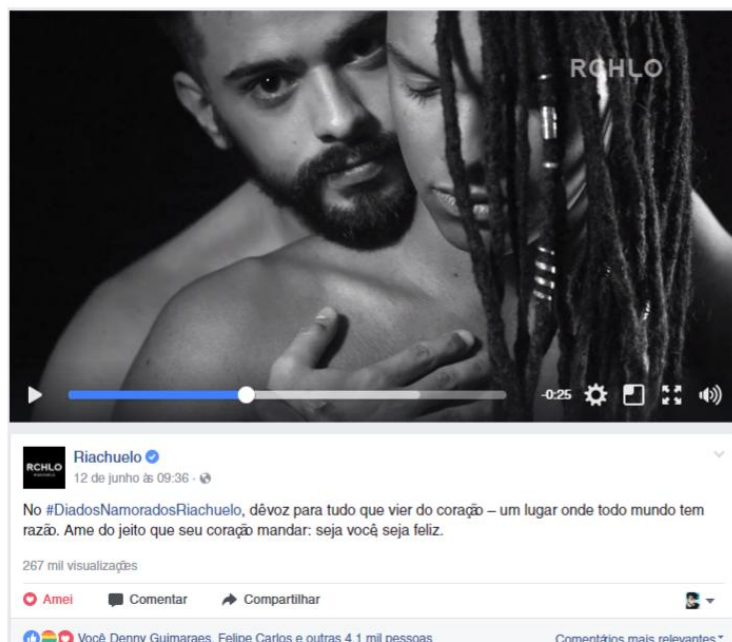 RCHLO
-0:25
RCHLO
RIACHUELO
Riachuelo
12 de junho às 09:36 ·
No #DiadosNamoradosRiachuelo, dêvoz para tudo que vier do coração – um lugar onde todo mundo tem
razão. Ame do jeito que seu coração mandar: seja você, seja feliz.
267 mil visualizações
Amei Comentar Compartilhar
Você Denny Guimaraes, Felipe Carlos e outras 4,1 mil pessoas
Comentários mais relevantes